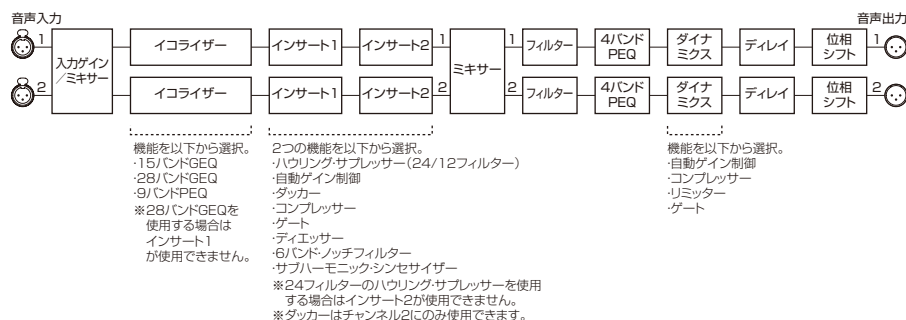 音声入力
音声出力
1
入力ゲイン
／ミキサー
イコライザー
インサート1
インサート2
1
ミキサー
1
フィルター
4バンド
PEQ
ダイナ
ミクス
ディレイ
位相
シフト
1
2
イコライザー
インサート1
インサート2
2
2
フィルター
4バンド
PEQ
ダイナ
ミクス
ディレイ
位相
シフト
2
機能を以下から選択。
・15バンドGEQ
・28バンドGEQ
・9バンドPEQ
※28バンドGEQを
使用する場合は
インサート1
が使用できません。
2つの機能を以下から選択。
・ハウリング・サプレッサー（24/12フィルター）
・自動ゲイン制御
・ダッカー
・コンプレッサー
・ゲート
・ディエッサー
・6バンド・ノッチフィルター
・サブハーモニック・シンセサイザー
※24フィルターのハウリング・サプレッサーを使用
する場合はインサート2が使用できません。
※ダッカーはチャンネル2にのみ使用できます。
機能を以下から選択。
・自動ゲイン制御
・コンプレッサー
・リミッター
・ゲート